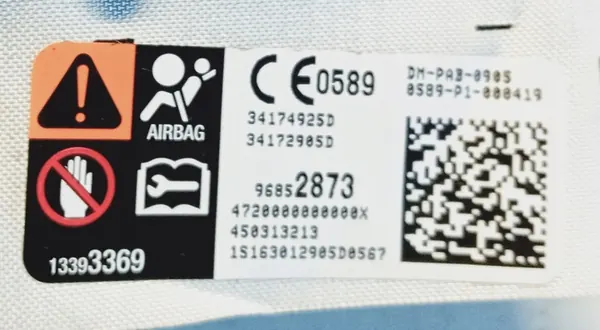 AIRBAG
13393369
CE0589
34174925D
34172905D
96852873
4720000000000X
450313213
1S163012905D0567
DM-PAB-0905
0589-P1-000419